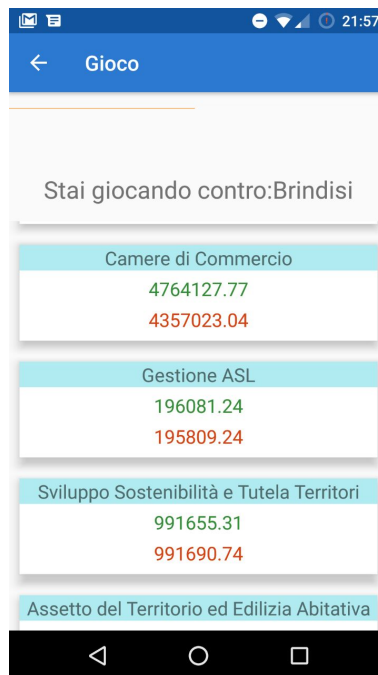 21:57
Gioco
Stai giocando contro:Brindisi
Camere di Commercio
4764127.77
4357023.04
Gestione ASL
196081.24
195809.24
Sviluppo Sostenibilità e Tutela Territori
991655.31
991690.74
Assetto del Territorio ed Edilizia Abitativa